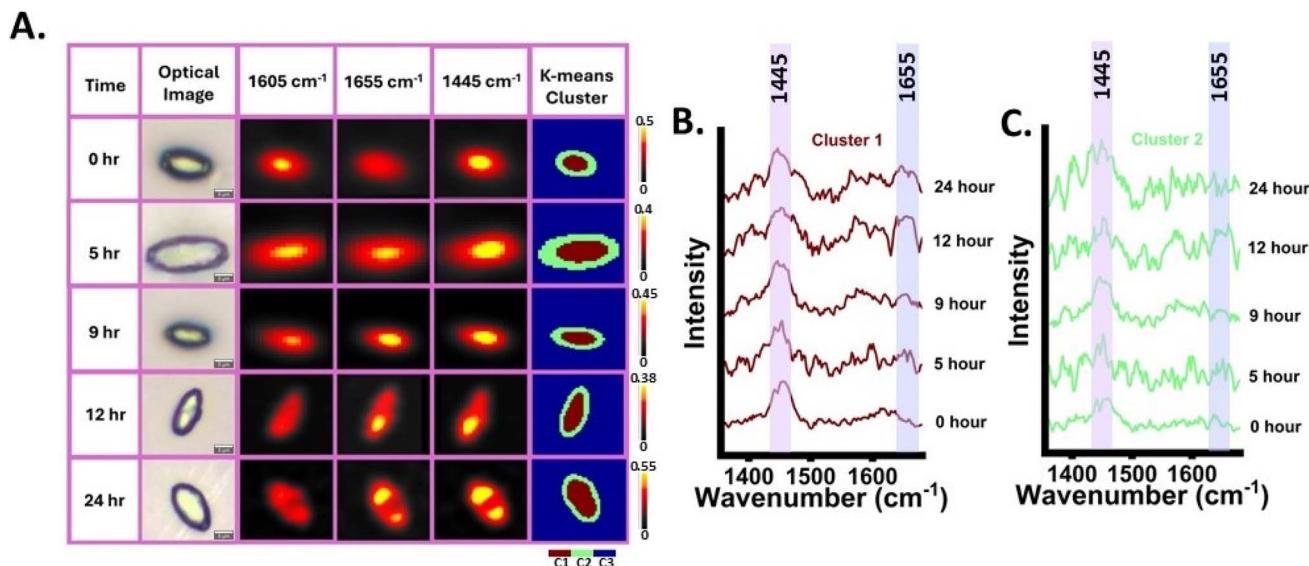 A.
Time
Optical
Image
1605 cm⁻¹
1655 cm⁻¹
1445 cm⁻¹
K-means
Cluster
0 hr
0.5
0
5 hr
0.4
0
9 hr
0.45
0
12 hr
0.38
0
24 hr
0.55
0
C1 C2 C3
B.
1445
1655
Cluster 1
24 hour
12 hour
9 hour
5 hour
0 hour
Intensity
1400 1500 1600
Wavenumber (cm⁻¹)
C.
1445
1655
Cluster 2
24 hour
12 hour
9 hour
5 hour
0 hour
Intensity
1400 1500 1600
Wavenumber (cm⁻¹)